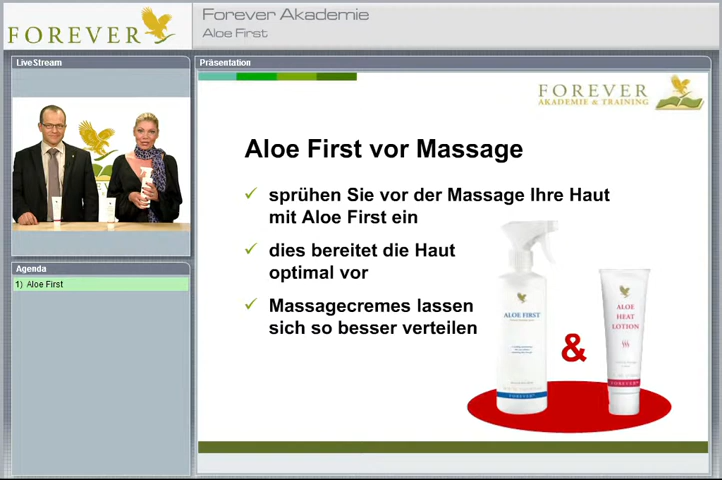 FOREVER
Forever Akademie
Aloe First
LiveStream
Agenda
1) Aloe First
Präsentation
FOREVER
AKADEMIE & TRAINING
Aloe First vor Massage
sprühen Sie vor der Massage Ihre Haut
mit Aloe First ein
dies bereitet die Haut
optimal vor
Massagecremes lassen
sich so besser verteilen
ALOE FIRST
FOREVER
&
ALOE
HEAT
LOTION
FOREVER